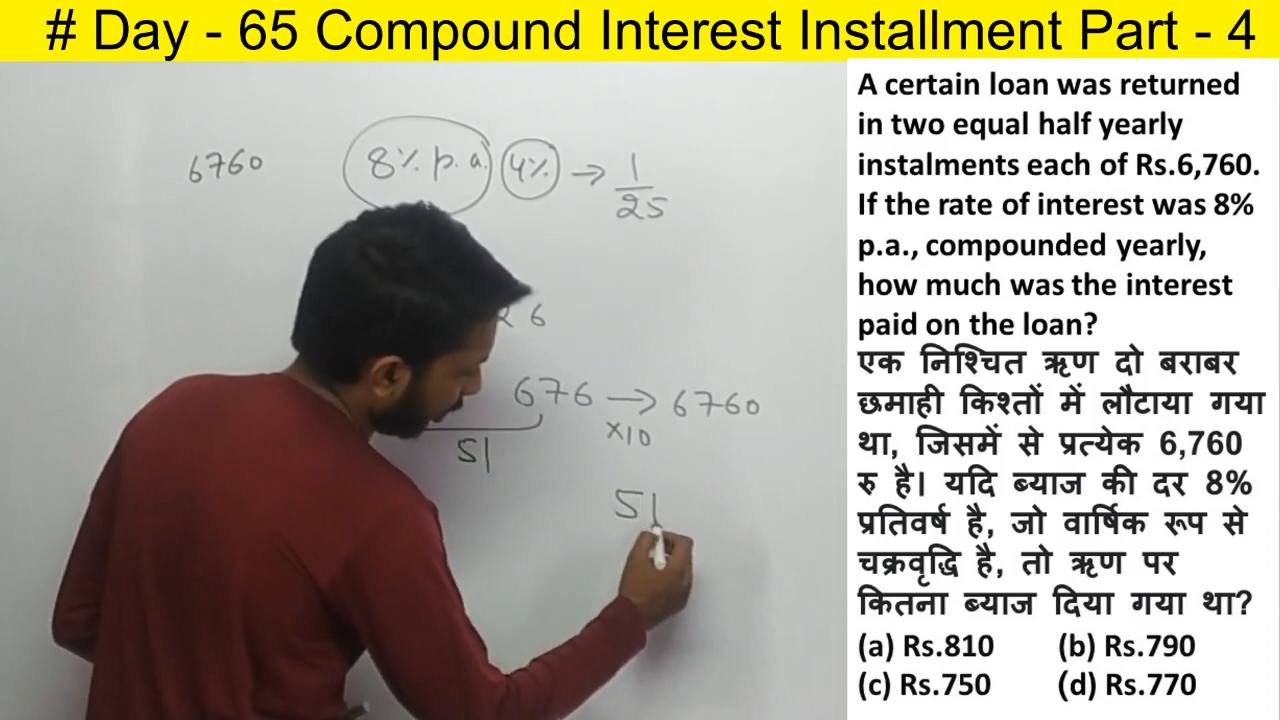 # Day - 65 Compound Interest Installment Part - 4
6760 8% p.a. 4% → 1/25
26
676 → 6760
×10
51
51
A certain loan was returned
in two equal half yearly
instalments each of Rs.6,760.
If the rate of interest was 8%
p.a., compounded yearly,
how much was the interest
paid on the loan?
एक निश्चित ऋण दो बराबर
छमाही किश्तों में लौटाया गया
था, जिसमें से प्रत्येक 6,760
रु है। यदि ब्याज की दर 8%
प्रतिवर्ष है, जो वार्षिक रूप से
चक्रवृद्धि है, तो ऋण पर
कितना ब्याज दिया गया था?
(a) Rs.810 (b) Rs.790
(c) Rs.750 (d) Rs.770